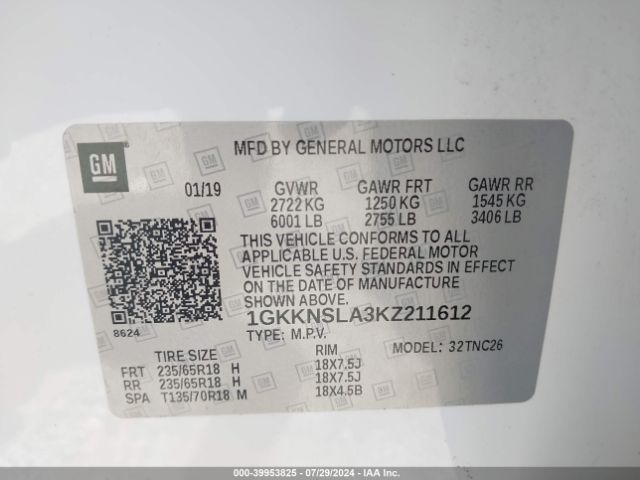 GM
MFD BY GENERAL MOTORS LLC
01/19 GVWR GAWR FRT GAWR RR
2722 KG 1250 KG 1545 KG
6001 LB 2755 LB 3406 LB
THIS VEHICLE CONFORMS TO ALL
APPLICABLE U.S. FEDERAL MOTOR
VEHICLE SAFETY STANDARDS IN EFFECT
ON THE DATE OF MANUFACTURE
SHOWN ABOVE.
8624
1GKKNSLA3KZ211612
TYPE: M.P.V. MODEL: 32TNC26
TIRE SIZE RIM
FRT 235/65R18 H 18X7.5J
RR 235/65R18 H 18X7.5J
SPA T135/70R18 M 18X4.5B
000-39953825 - 07/29/2024 - IAAI.COM